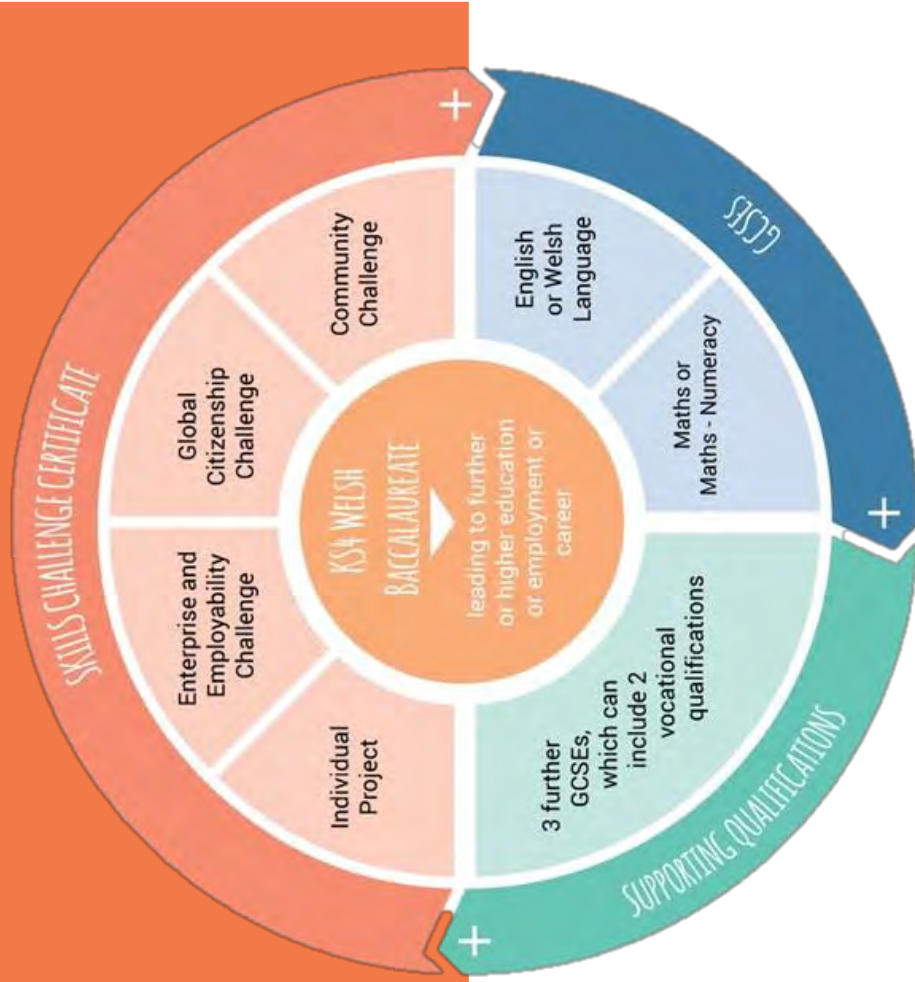 SKILLS CHALLENGE CERTIFICATE
Individual
Project
Enterprise and
Employability
Challenge
Global
Citizenship
Challenge
Community
Challenge
+
GCSEs
English
or Welsh
Language
Maths or
Maths - Numeracy
+
SUPPORTING QUALIFICATIONS
3 further
GCSEs,
which can
include 2
vocational
qualifications
+
KS4 WELSH
BACCALAUREATE
leading to further
or higher education
or employment or
career